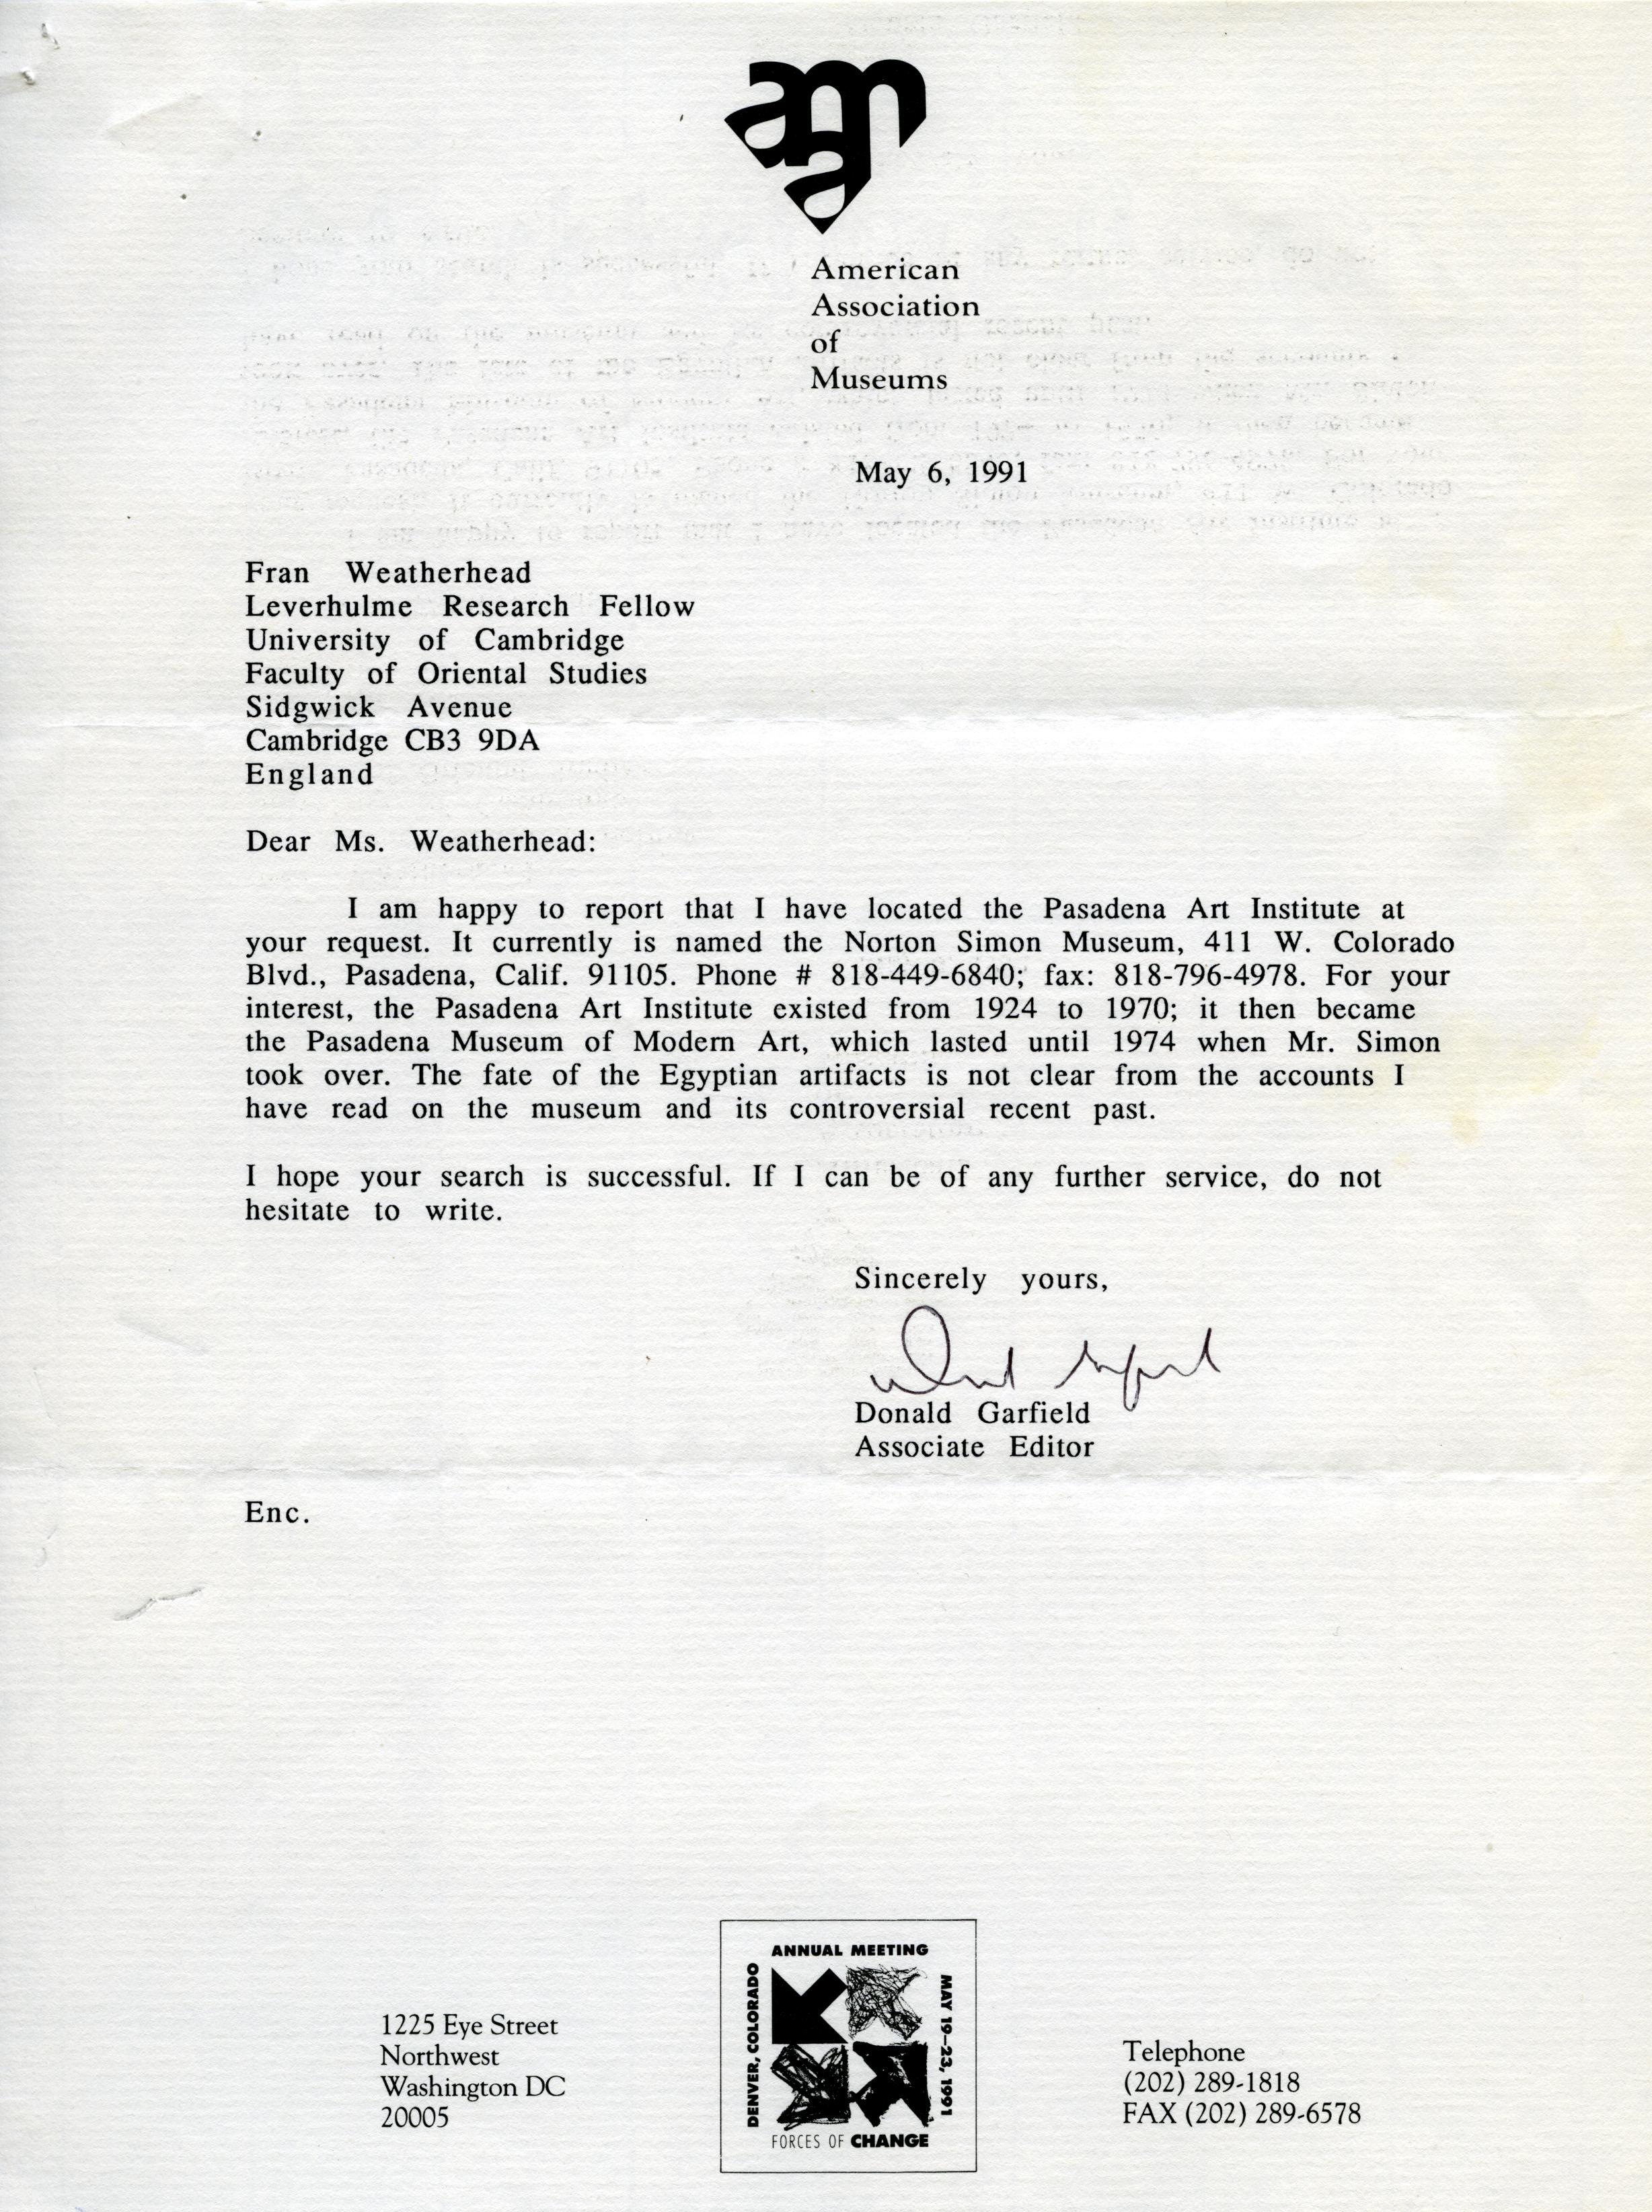 aam
American
Association
of
Museums
May 6, 1991
Fran Weatherhead
Leverhulme Research Fellow
University of Cambridge
Faculty of Oriental Studies
Sidgwick Avenue
Cambridge CB3 9DA
England
Dear Ms. Weatherhead:
I am happy to report that I have located the Pasadena Art Institute at
your request. It currently is named the Norton Simon Museum, 411 W. Colorado
Blvd., Pasadena, Calif. 91105. Phone # 818-449-6840; fax: 818-796-4978. For your
interest, the Pasadena Art Institute existed from 1924 to 1970; it then became
the Pasadena Museum of Modern Art, which lasted until 1974 when Mr. Simon
took over. The fate of the Egyptian artifacts is not clear from the accounts I
have read on the museum and its controversial recent past.
I hope your search is successful. If I can be of any further service, do not
hesitate to write.
Sincerely yours,
Donald Garfield
Associate Editor
Enc.
1225 Eye Street
Northwest
Washington DC
20005
ANNUAL MEETING
DENVER, COLORADO
MAY 19–23, 1991
FORCES OF CHANGE
Telephone
(202) 289-1818
FAX (202) 289-6578